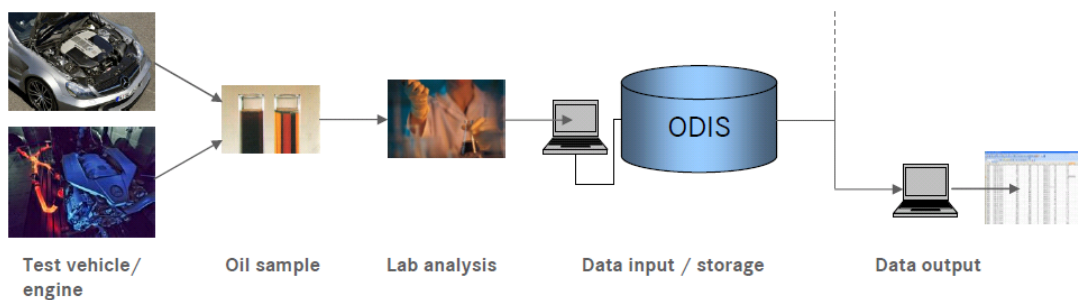 ODIS
Test vehicle/
engine
Oil sample
Lab analysis
Data input / storage
Data output